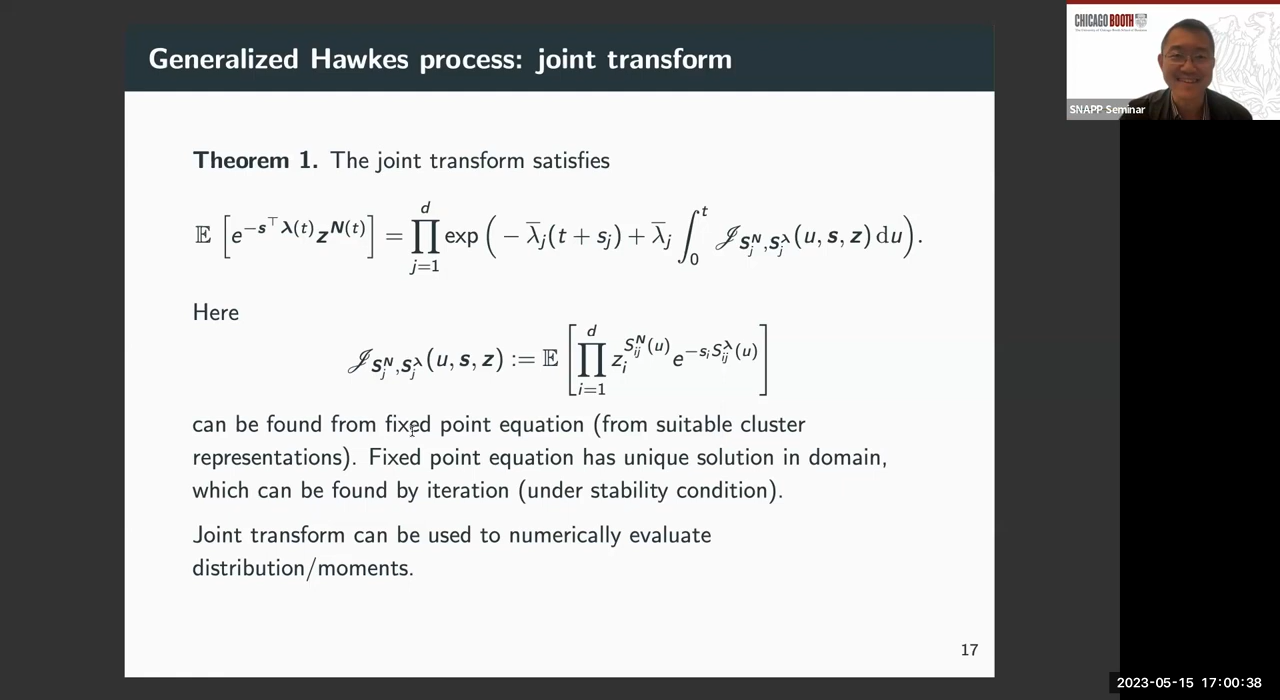 Generalized Hawkes process: joint transform
CHICAGO BOOTH
SNAPP Seminar
Theorem 1. The joint transform satisfies
𝔼 [e^{-s^⊤ λ(t)} z^{N(t)}] = ∏_{j=1}^{d} exp ( − λ̄_j(t + s_j) + λ̄_j ∫_0^t 𝒥_{S_j^N,S_j^λ}(u, s, z) du ).
Here
𝒥_{S_j^N,S_j^λ}(u, s, z) := 𝔼 [∏_{i=1}^{d} z_i^{S_{ij}^N(u)} e^{-s_i S_{ij}^λ(u)}]
can be found from fixed point equation (from suitable cluster
representations). Fixed point equation has unique solution in domain,
which can be found by iteration (under stability condition).
Joint transform can be used to numerically evaluate
distribution/moments.
17
2023-05-15 17:00:38